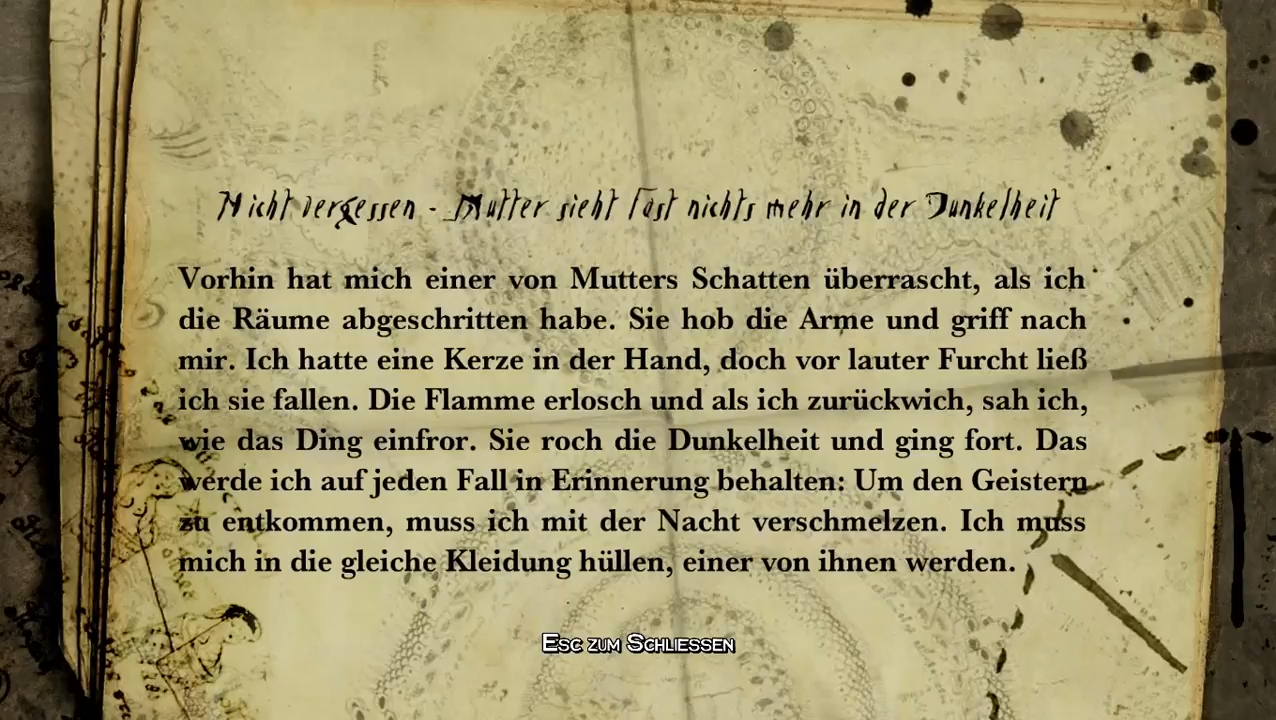 Nicht vergessen - Mutter sieht fast nichts mehr in der Dunkelheit
Vorhin hat mich einer von Mutters Schatten überrascht, als ich
die Räume abgeschritten habe. Sie hob die Arme und griff nach
mir. Ich hatte eine Kerze in der Hand, doch vor lauter Furcht ließ
ich sie fallen. Die Flamme erlosch und als ich zurückwich, sah ich,
wie das Ding einfror. Sie roch die Dunkelheit und ging fort. Das
werde ich auf jeden Fall in Erinnerung behalten: Um den Geistern
zu entkommen, muss ich mit der Nacht verschmelzen. Ich muss
mich in die gleiche Kleidung hüllen, einer von ihnen werden.
Esc zum Schliessen